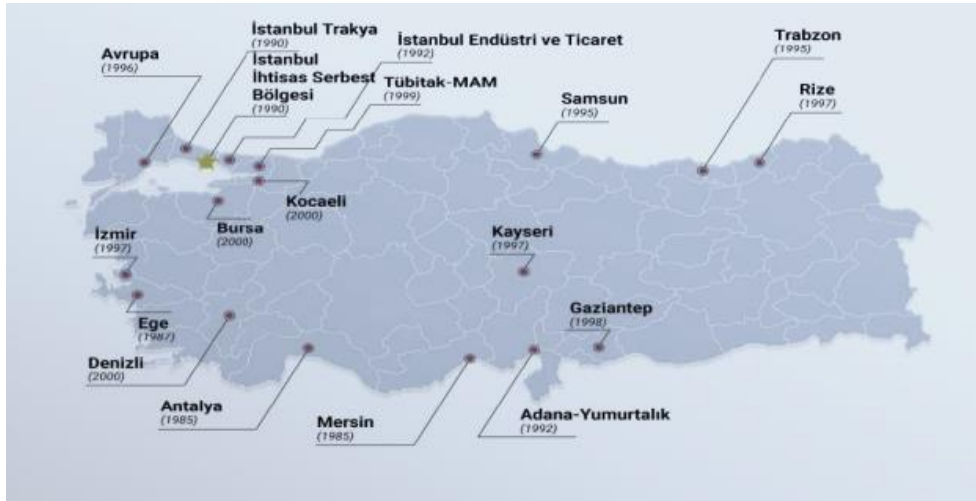 İstanbul Trakya
(1990)
Avrupa
(1996)
İstanbul
İhtisas Serbest
Bölgesi
(1990)
İstanbul Endüstri ve Ticaret
(1992)
Tübitak-MAM
(1999)
Trabzon
(1995)
Rize
(1997)
Samsun
(1995)
Kocaeli
(2000)
Bursa
(2000)
İzmir
(1997)
Kayseri
(1997)
Ege
(1987)
Gaziantep
(1998)
Denizli
(2000)
Antalya
(1985)
Mersin
(1985)
Adana-Yumurtalık
(1992)